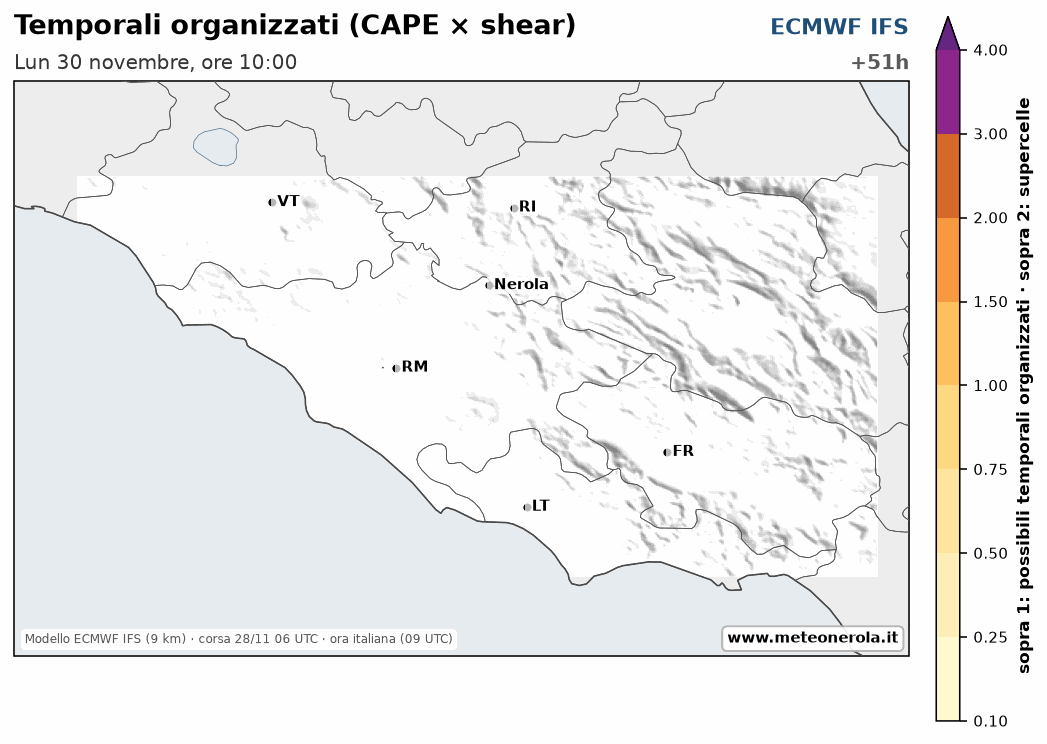 Temporali organizzati (CAPE × shear)
ECMWF IFS
Lun 30 novembre, ore 10:00
+51h
VT
RI
Nerola
RM
FR
LT
Modello ECMWF IFS (9 km) · corsa 28/11 06 UTC · ora italiana (09 UTC)
www.meteonerola.it
4.00
3.00
2.00
1.50
1.00
0.75
0.50
0.25
0.10
sopra 1: possibili temporali organizzati · sopra 2: supercelle